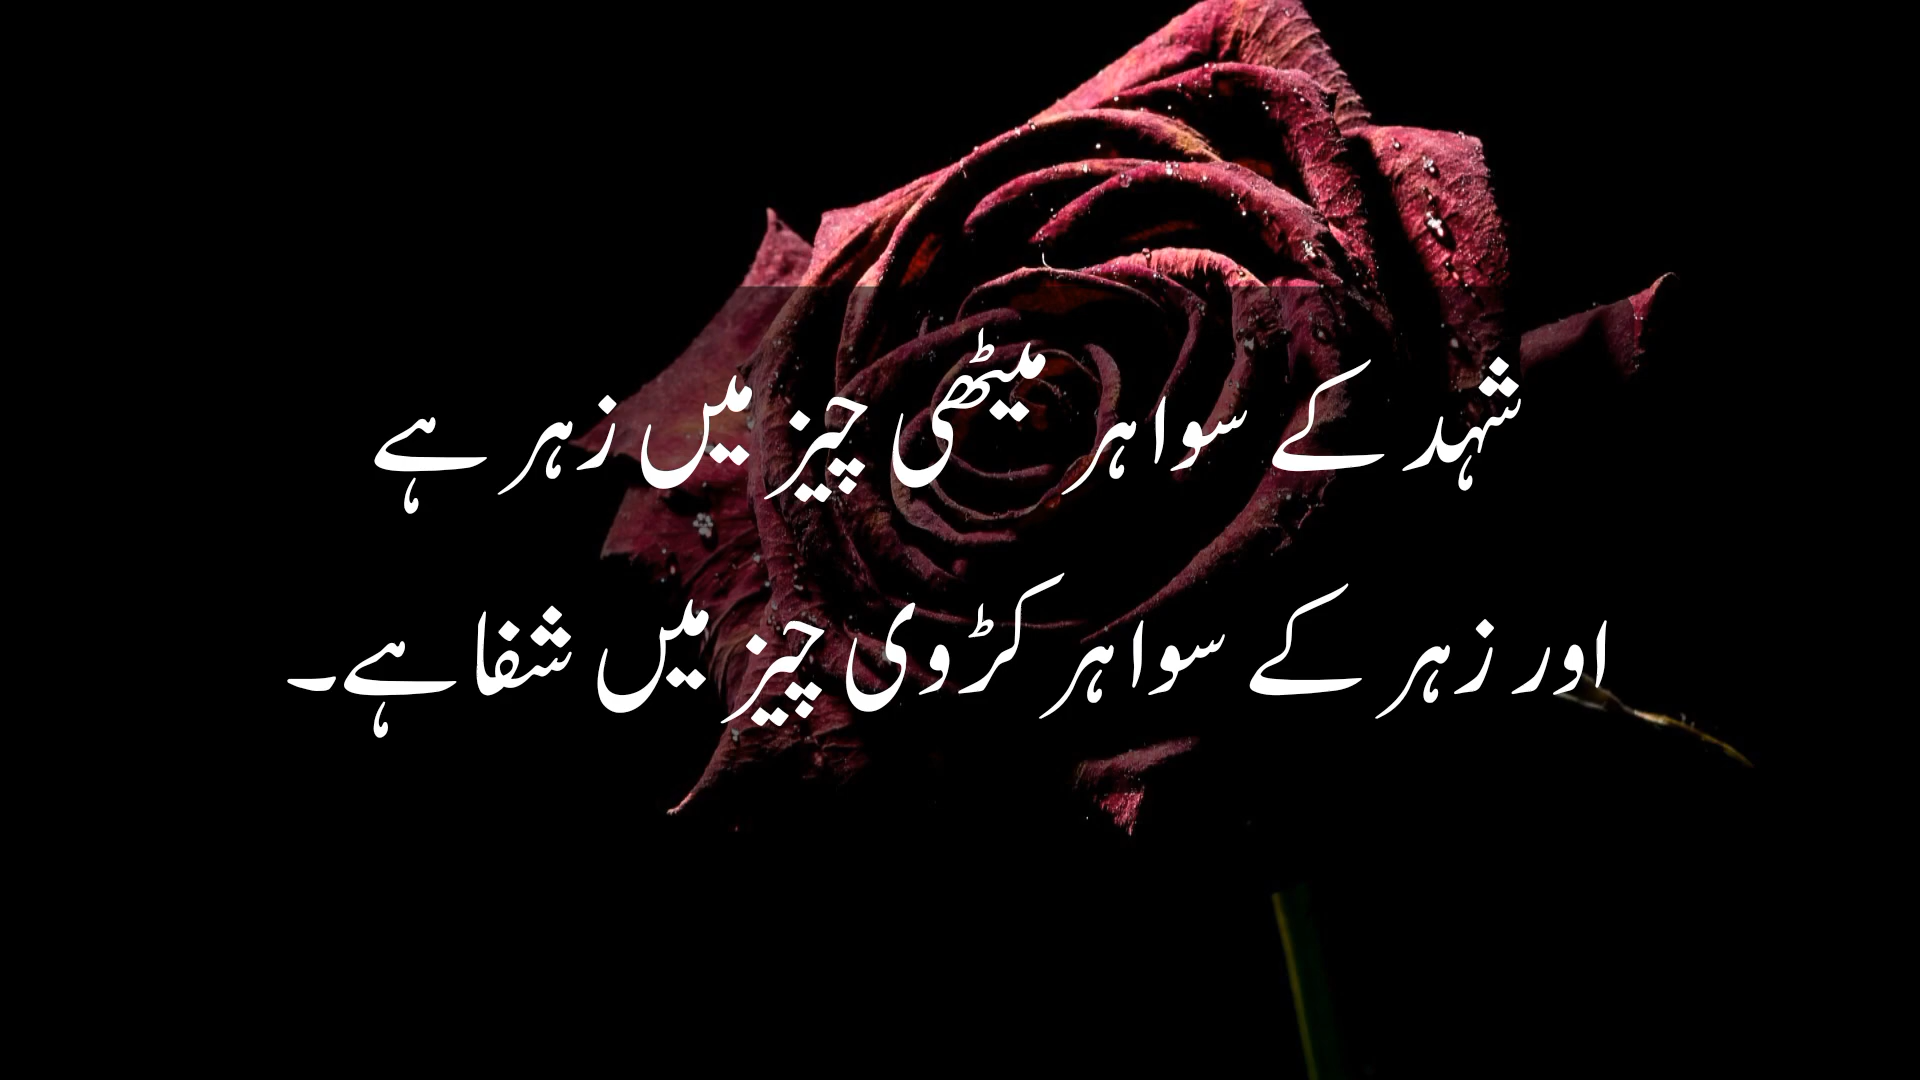 شہد کے سوا ہر میٹھی چیز میں زہر ہے
اور زہر کے سوا ہر کڑوی چیز میں شفا ہے۔